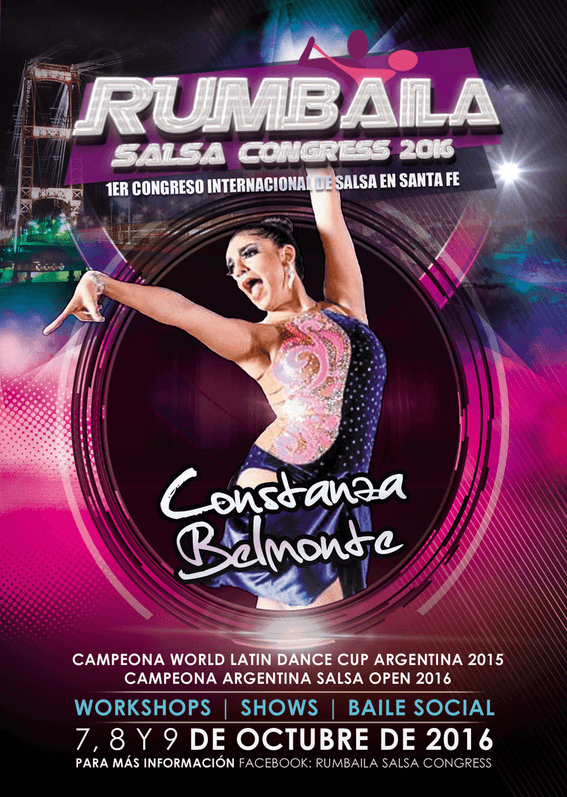 RUMBAILA
SALSA CONGRESS 2016
1ER CONGRESO INTERNACIONAL DE SALSA EN SANTA FE
Constanza
Belmonte
CAMPEONA WORLD LATIN DANCE CUP ARGENTINA 2015
CAMPEONA ARGENTINA SALSA OPEN 2016
WORKSHOPS | SHOWS | BAILE SOCIAL
7, 8 Y 9 DE OCTUBRE DE 2016
PARA MÁS INFORMACIÓN FACEBOOK: RUMBAILA SALSA CONGRESS